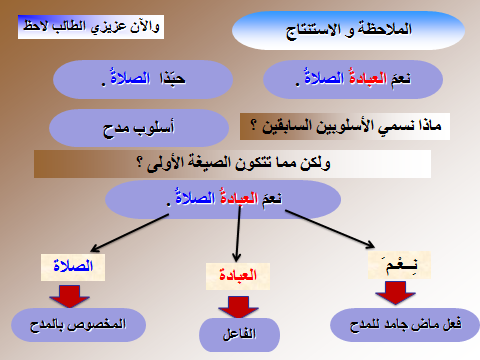 الملاحظة و الاستنتاج
والآن عزيزي الطالب لاحظ
نعمَ العبادةُ الصلاةُ .
حبّذا الصلاةُ .
ماذا نسمي الأسلوبين السابقين ؟
أسلوب مدح
ولكن مما تتكون الصيغة الأولى ؟
نعمَ العبادةُ الصلاةُ .
نِــعْـمَ
العبادة
الصلاة
فعل ماض جامد للمدح
الفاعل
المخصوص بالمدح